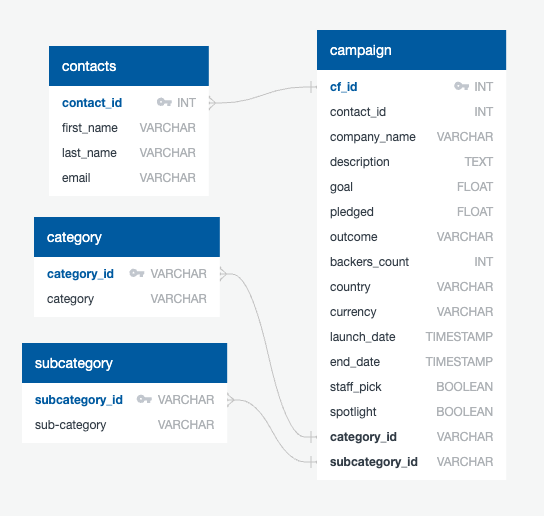 contacts
contact_id INT
first_name VARCHAR
last_name VARCHAR
email VARCHAR
category
category_id VARCHAR
category VARCHAR
subcategory
subcategory_id VARCHAR
sub-category VARCHAR
campaign
cf_id INT
contact_id INT
company_name VARCHAR
description TEXT
goal FLOAT
pledged FLOAT
outcome VARCHAR
backers_count INT
country VARCHAR
currency VARCHAR
launch_date TIMESTAMP
end_date TIMESTAMP
staff_pick BOOLEAN
spotlight BOOLEAN
category_id VARCHAR
subcategory_id VARCHAR